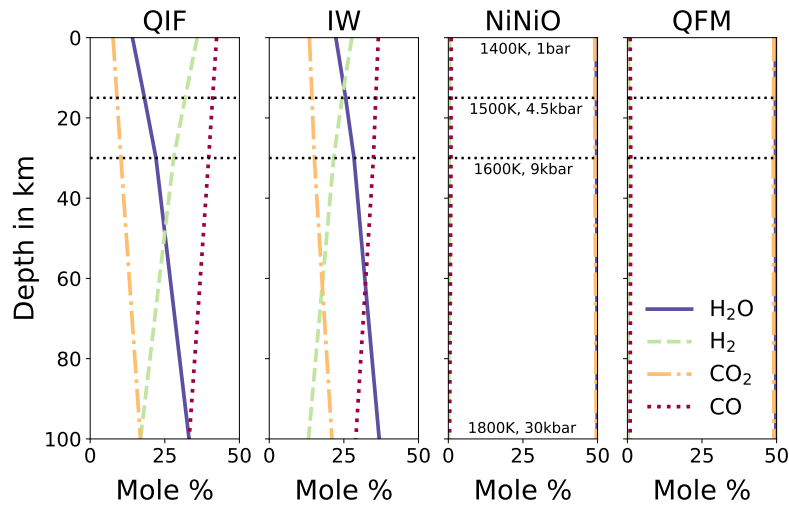 QIF IW NiNiO QFM
0
1400K, 1bar
1500K, 4.5kbar
20
1600K, 9kbar
40
60
80
100
1800K, 30kbar
Depth in km
H₂O
H₂
CO₂
CO
0 25 50 0 25 50 0 25 50 0 25 50
Mole % Mole % Mole % Mole %